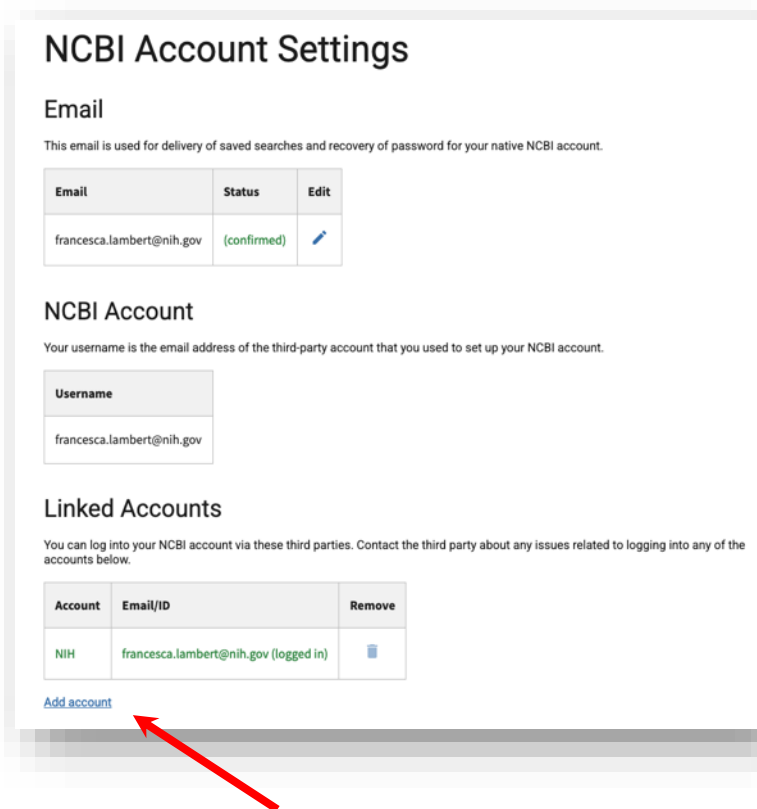 NCBI Account Settings
Email
This email is used for delivery of saved searches and recovery of password for your native NCBI account.
Email Status Edit
francesca.lambert@nih.gov (confirmed)
NCBI Account
Your username is the email address of the third-party account that you used to set up your NCBI account.
Username
francesca.lambert@nih.gov
Linked Accounts
You can log into your NCBI account via these third parties. Contact the third party about any issues related to logging into any of the
accounts below.
Account Email/ID Remove
NIH francesca.lambert@nih.gov (logged in)
Add account